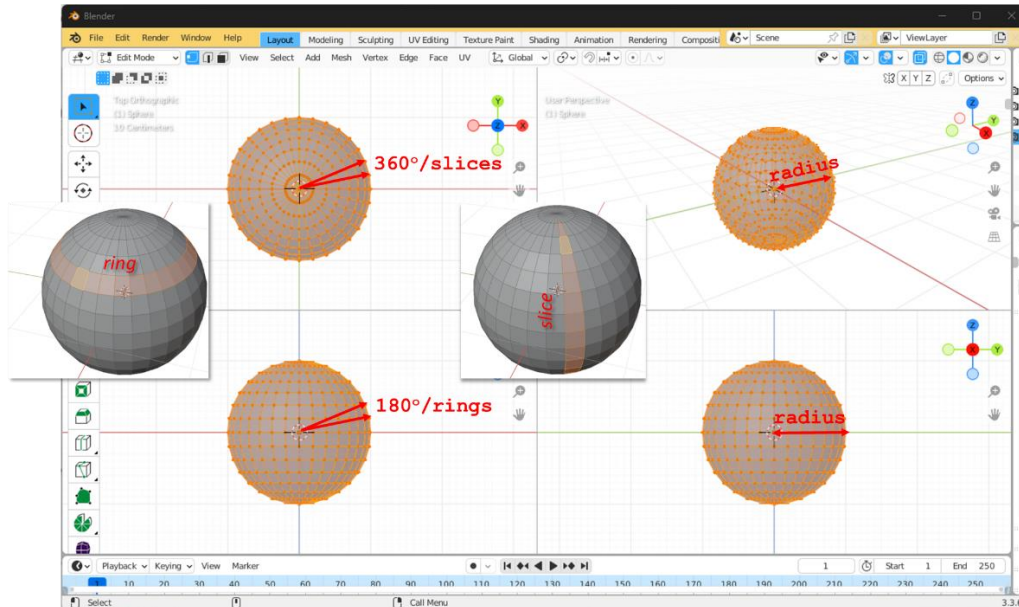 Blender
File Edit Render Window Help Layout Modeling Sculpting UV Editing Texture Paint Shading Animation Rendering Compositi Scene ViewLayer
Edit Mode View Select Add Mesh Vertex Edge Face UV Global
X Y Z Options
Top Orthographic
(1) Sphere
10 Centimeters
Y
Z
X
360°/slices
User Perspective
(1) Sphere
Z
Y
X
radius
ring
slice
180°/rings
Z
X
Y
radius
Playback Keying View Marker 1 Start 1 End 250
1 10 20 30 40 50 60 70 80 90 100 110 120 130 140 150 160 170 180 190 200 210 220 230 240 250
Select Call Menu 3.3.